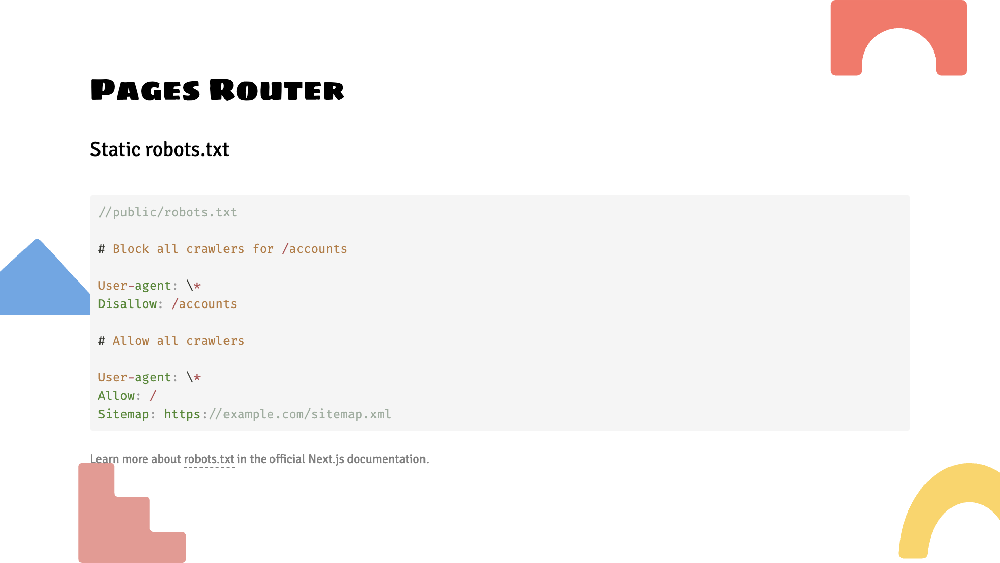 Pages Router
Static robots.txt
//public/robots.txt
# Block all crawlers for /accounts
User-agent: \*
Disallow: /accounts
# Allow all crawlers
User-agent: \*
Allow: /
Sitemap: https://example.com/sitemap.xml
Learn more about robots.txt in the official Next.js documentation.